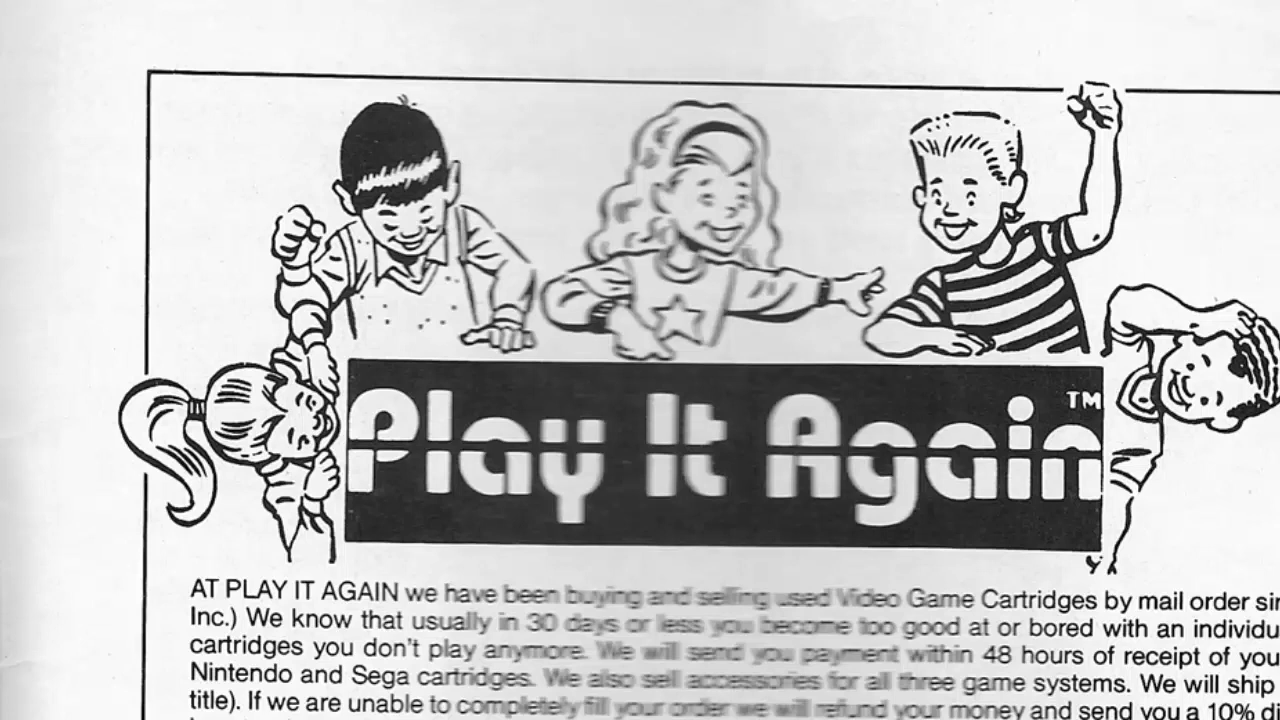 Play It Again™
AT PLAY IT AGAIN we have been buying and selling used Video Game Cartridges by mail order
Inc.) We know that usually in 30 days or less you become too good at or bored with an
cartridges you don't play anymore. We will send you payment within 48 hours of receipt of
Nintendo and Sega cartridges. We also sell accessories for all three game systems. We will ship
title). If we are unable to completely fill your order we will refund your money and send you a 10%